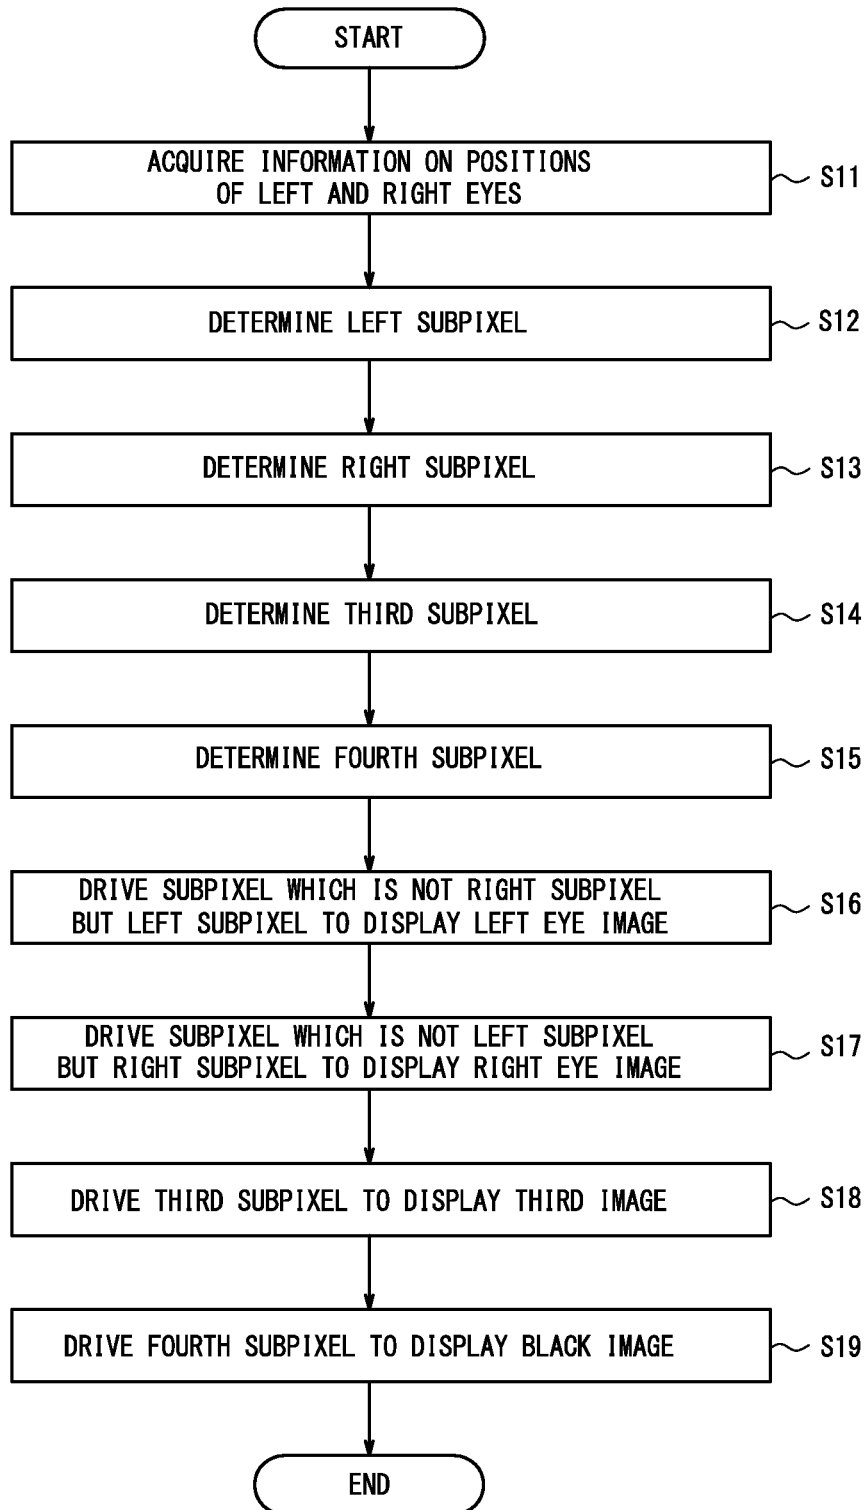 START
ACQUIRE INFORMATION ON POSITIONS
OF LEFT AND RIGHT EYES
S11
DETERMINE LEFT SUBPIXEL
S12
DETERMINE RIGHT SUBPIXEL
S13
DETERMINE THIRD SUBPIXEL
S14
DETERMINE FOURTH SUBPIXEL
S15
DRIVE SUBPIXEL WHICH IS NOT RIGHT SUBPIXEL
BUT LEFT SUBPIXEL TO DISPLAY LEFT EYE IMAGE
S16
DRIVE SUBPIXEL WHICH IS NOT LEFT SUBPIXEL
BUT RIGHT SUBPIXEL TO DISPLAY RIGHT EYE IMAGE
S17
DRIVE THIRD SUBPIXEL TO DISPLAY THIRD IMAGE
S18
DRIVE FOURTH SUBPIXEL TO DISPLAY BLACK IMAGE
S19
END